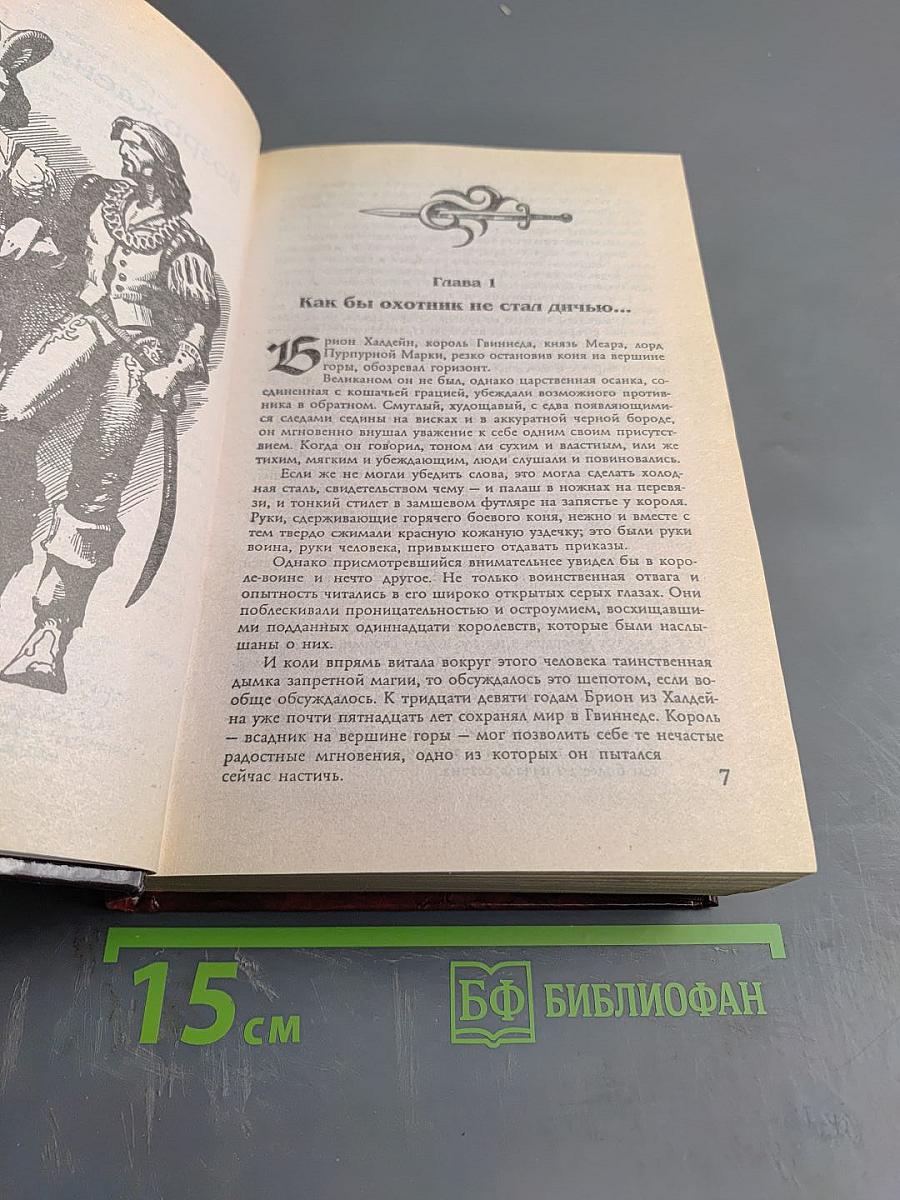 Глава 1
Как бы охотник не стал дичью...
Брион Халдейн, король Гвиннеда, князь Меара, лорд
Пурпурной Марки, резко остановив коня на вершине
горы, обозревал горизонт.
Великаном он не был, однако царственная осанка, со-
единенная с кошачьей грацией, убеждали возможного против-
ника в обратном. Смуглый, худощавый, с едва появляющими-
ся следами седины на висках и в аккуратной черной бороде,
он мгновенно внушал уважение к себе одним своим присутст-
вием. Когда он говорил, тоном ли сухим и властным, или же
тихим, мягким и убеждающим, люди слушали и повиновались.
Если же не могли убедить слова, это могла сделать холод-
ная сталь, свидетельством чему — и палаш в ножнах на перевя-
зи, и тонкий стилет в замшевом футляре на запястье у короля.
Руки, сдерживающие горячего боевого коня, нежно и вместе с
тем твердо сжимали красную кожаную уздечку; это были руки
воина, руки человека, привыкшего отдавать приказы.
Однако присмотревшийся внимательнее увидел бы в коро-
ле-воине и нечто другое. Не только воинственная отвага и
опытность читались в его широко открытых серых глазах. Они
поблескивали проницательностью и остроумием, восхищавши-
ми подданных одиннадцати королевств, которые были наслы-
шаны о них.
И коли впрямь витала вокруг этого человека таинственная
дымка запретной магии, то обсуждалось это шепотом, если во-
обще обсуждалось. К тридцати девяти годам Брион из Халдей-
на уже почти пятнадцать лет сохранял мир в Гвиннеде. Король
— всадник на вершине горы — мог позволить себе те нечастые
радостные мгновения, одно из которых он пытался
сейчас настичь.
7
15 см
БФ БИБЛИОФАН